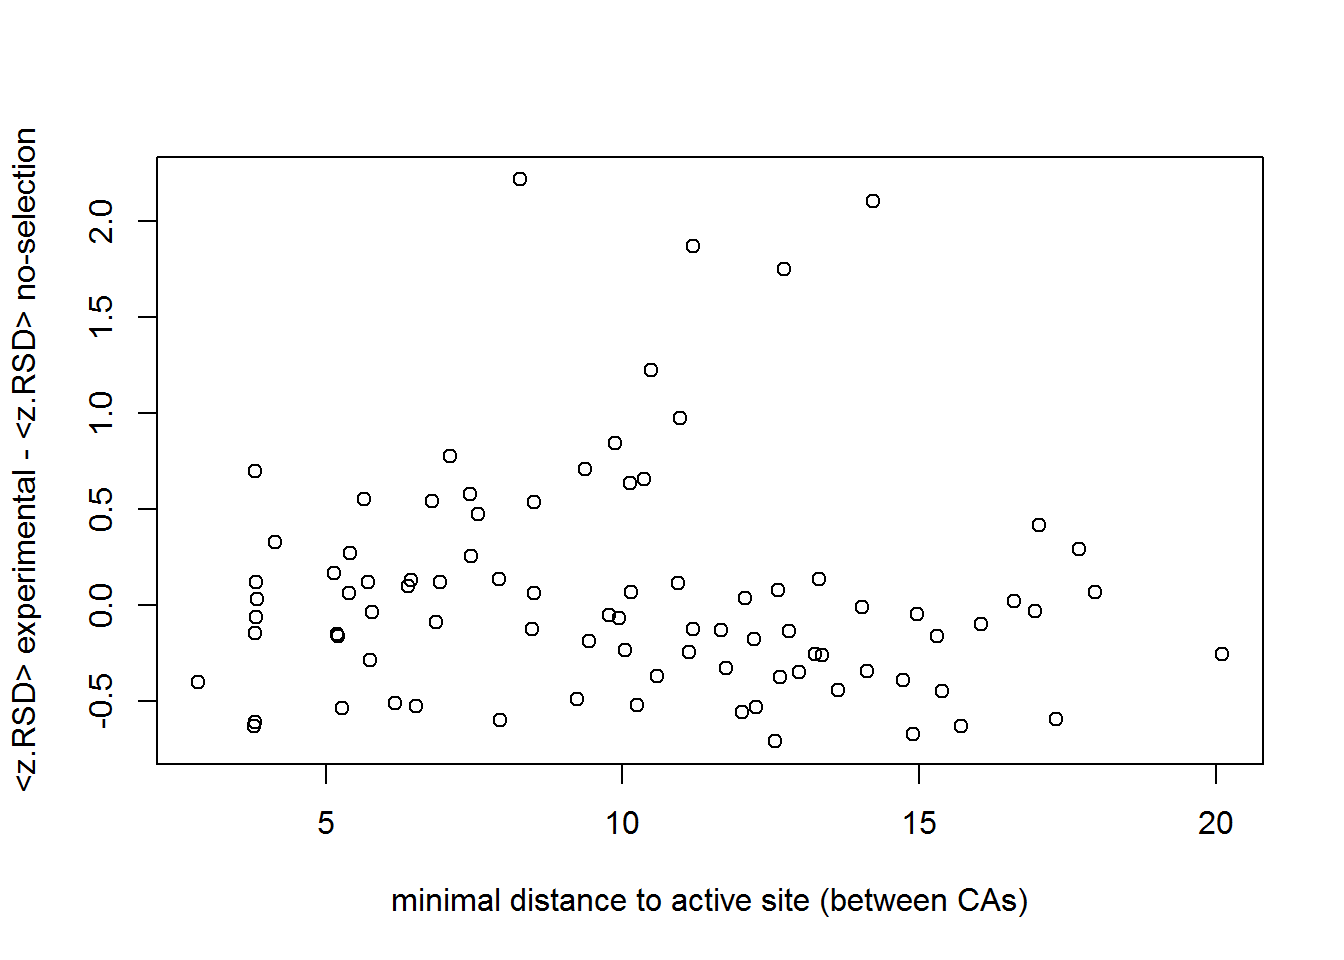 <z.RSD> experimental - <z.RSD> no-selection
2.0
1.5
1.0
0.5
0.0
-0.5
5 10 15 20
minimal distance to active site (between CAs)